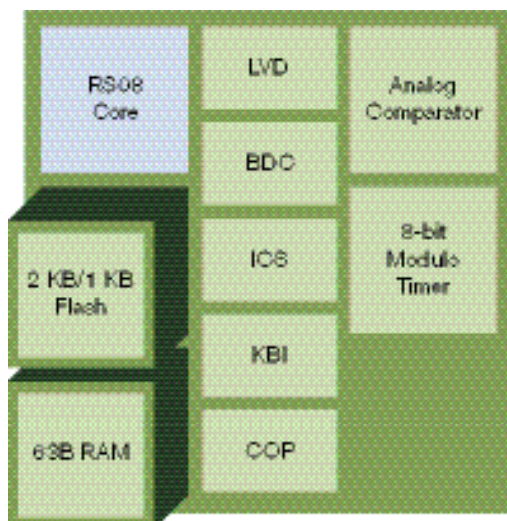 RS08
Core
LVD
Analog
Comparator
BDC
8-bit
Modulo
Timer
ICS
2 KB/1 KB
Flash
KBI
63B RAM
COP